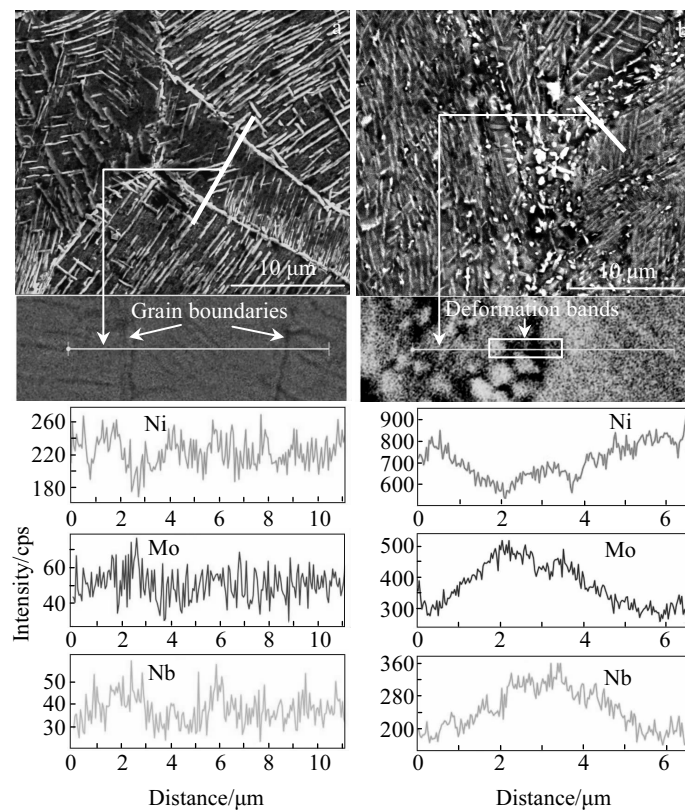 a
10 μm
10 μm
Grain boundaries
Deformation bands
Intensity/cps
Ni
260
220
180
0 2 4 6 8 10
Mo
60
40
0 2 4 6 8 10
Nb
50
40
30
0 2 4 6 8 10
Distance/μm
Ni
900
800
700
600
0 2 4 6
Mo
500
400
300
0 2 4 6
Nb
360
280
200
0 2 4 6
Distance/μm